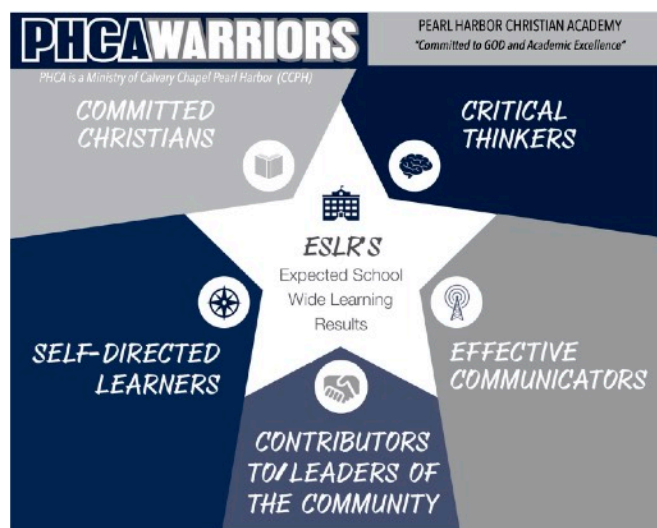 PHCAWARRIORS
PEARL HARBOR CHRISTIAN ACADEMY
"Committed to GOD and Academic Excellence"
PHCA is a Ministry of Calvary Chapel Pearl Harbor (CCPH)
COMMITTED
CHRISTIANS
CRITICAL
THINKERS
ESLR'S
Expected School
Wide Learning
Results
SELF-DIRECTED
LEARNERS
EFFECTIVE
COMMUNICATORS
CONTRIBUTORS
TO/LEADERS OF
THE COMMUNITY